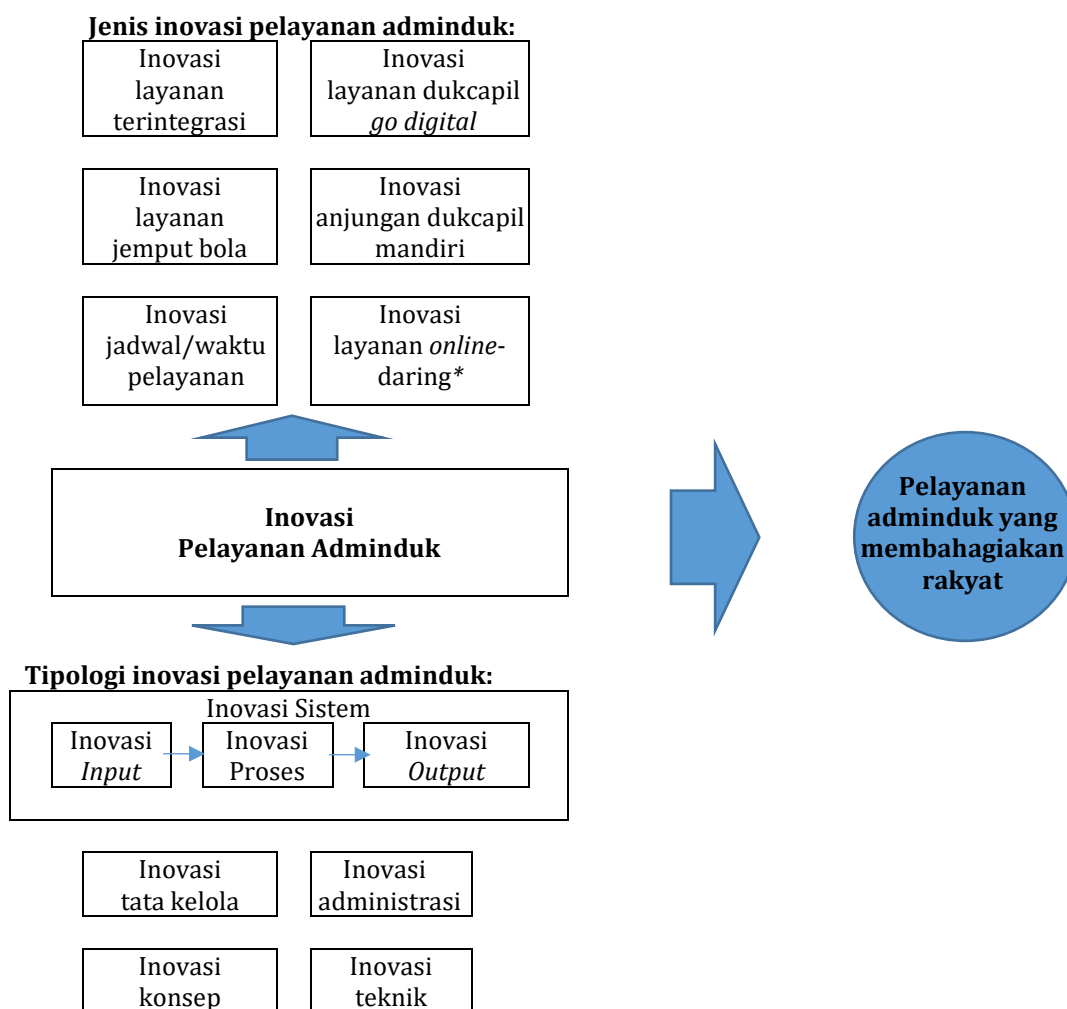 Jenis inovasi pelayanan adminduk:
Inovasi
layanan
terintegrasi
Inovasi
layanan dukcapil
go digital
Inovasi
layanan
jemput bola
Inovasi
anjungan dukcapil
mandiri
Inovasi
jadwal/waktu
pelayanan
Inovasi
layanan online-
daring*
Inovasi
Pelayanan Adminduk
Pelayanan
adminduk yang
membahagiakan
rakyat
Tipologi inovasi pelayanan adminduk:
Inovasi Sistem
Inovasi
Input
Inovasi
Proses
Inovasi
Output
Inovasi
tata kelola
Inovasi
administrasi
Inovasi
konsep
Inovasi
teknik